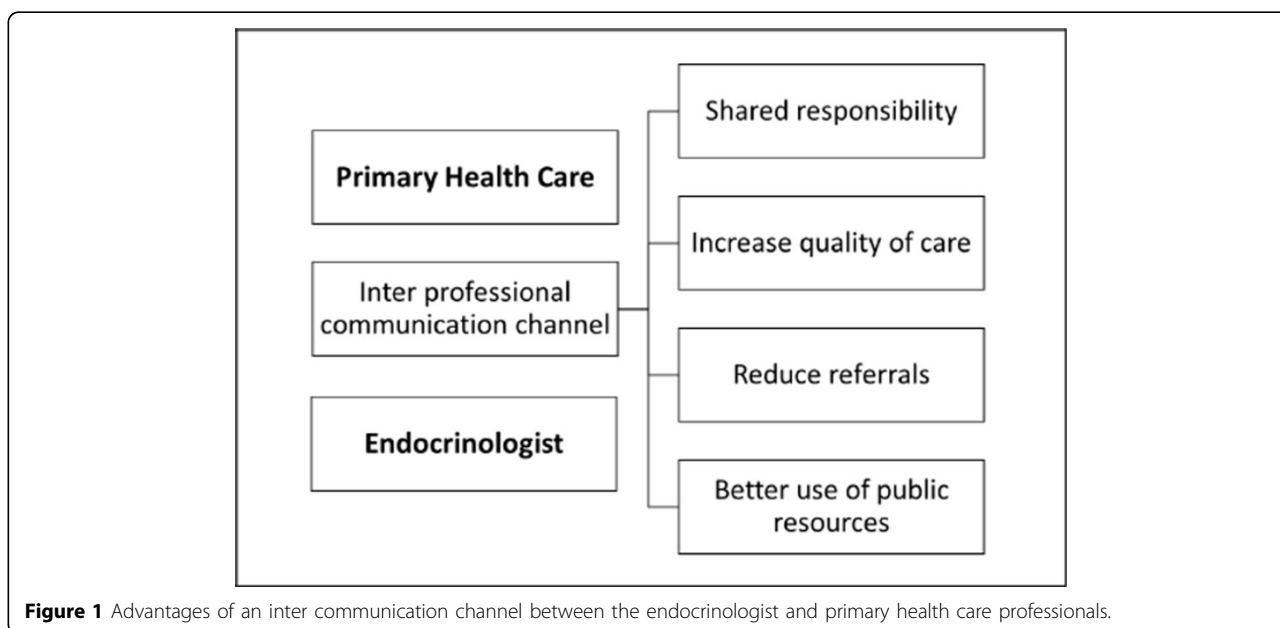 Primary Health Care
Inter professional
communication channel
Endocrinologist
Shared responsibility
Increase quality of care
Reduce referrals
Better use of public
resources
Figure 1 Advantages of an inter communication channel between the endocrinologist and primary health care professionals.